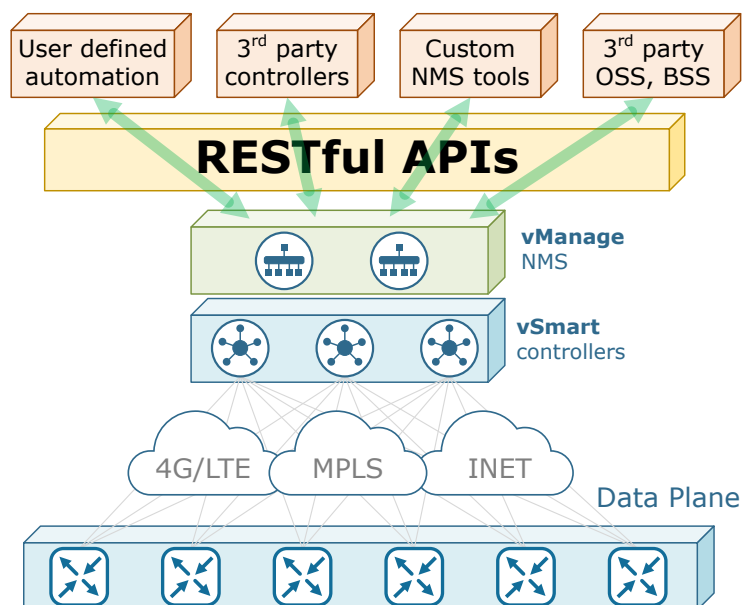 User defined
automation
3rd party
controllers
Custom
NMS tools
3rd party
OSS, BSS
RESTful APIs
vManage
NMS
vSmart
controllers
4G/LTE
MPLS
INET
Data Plane